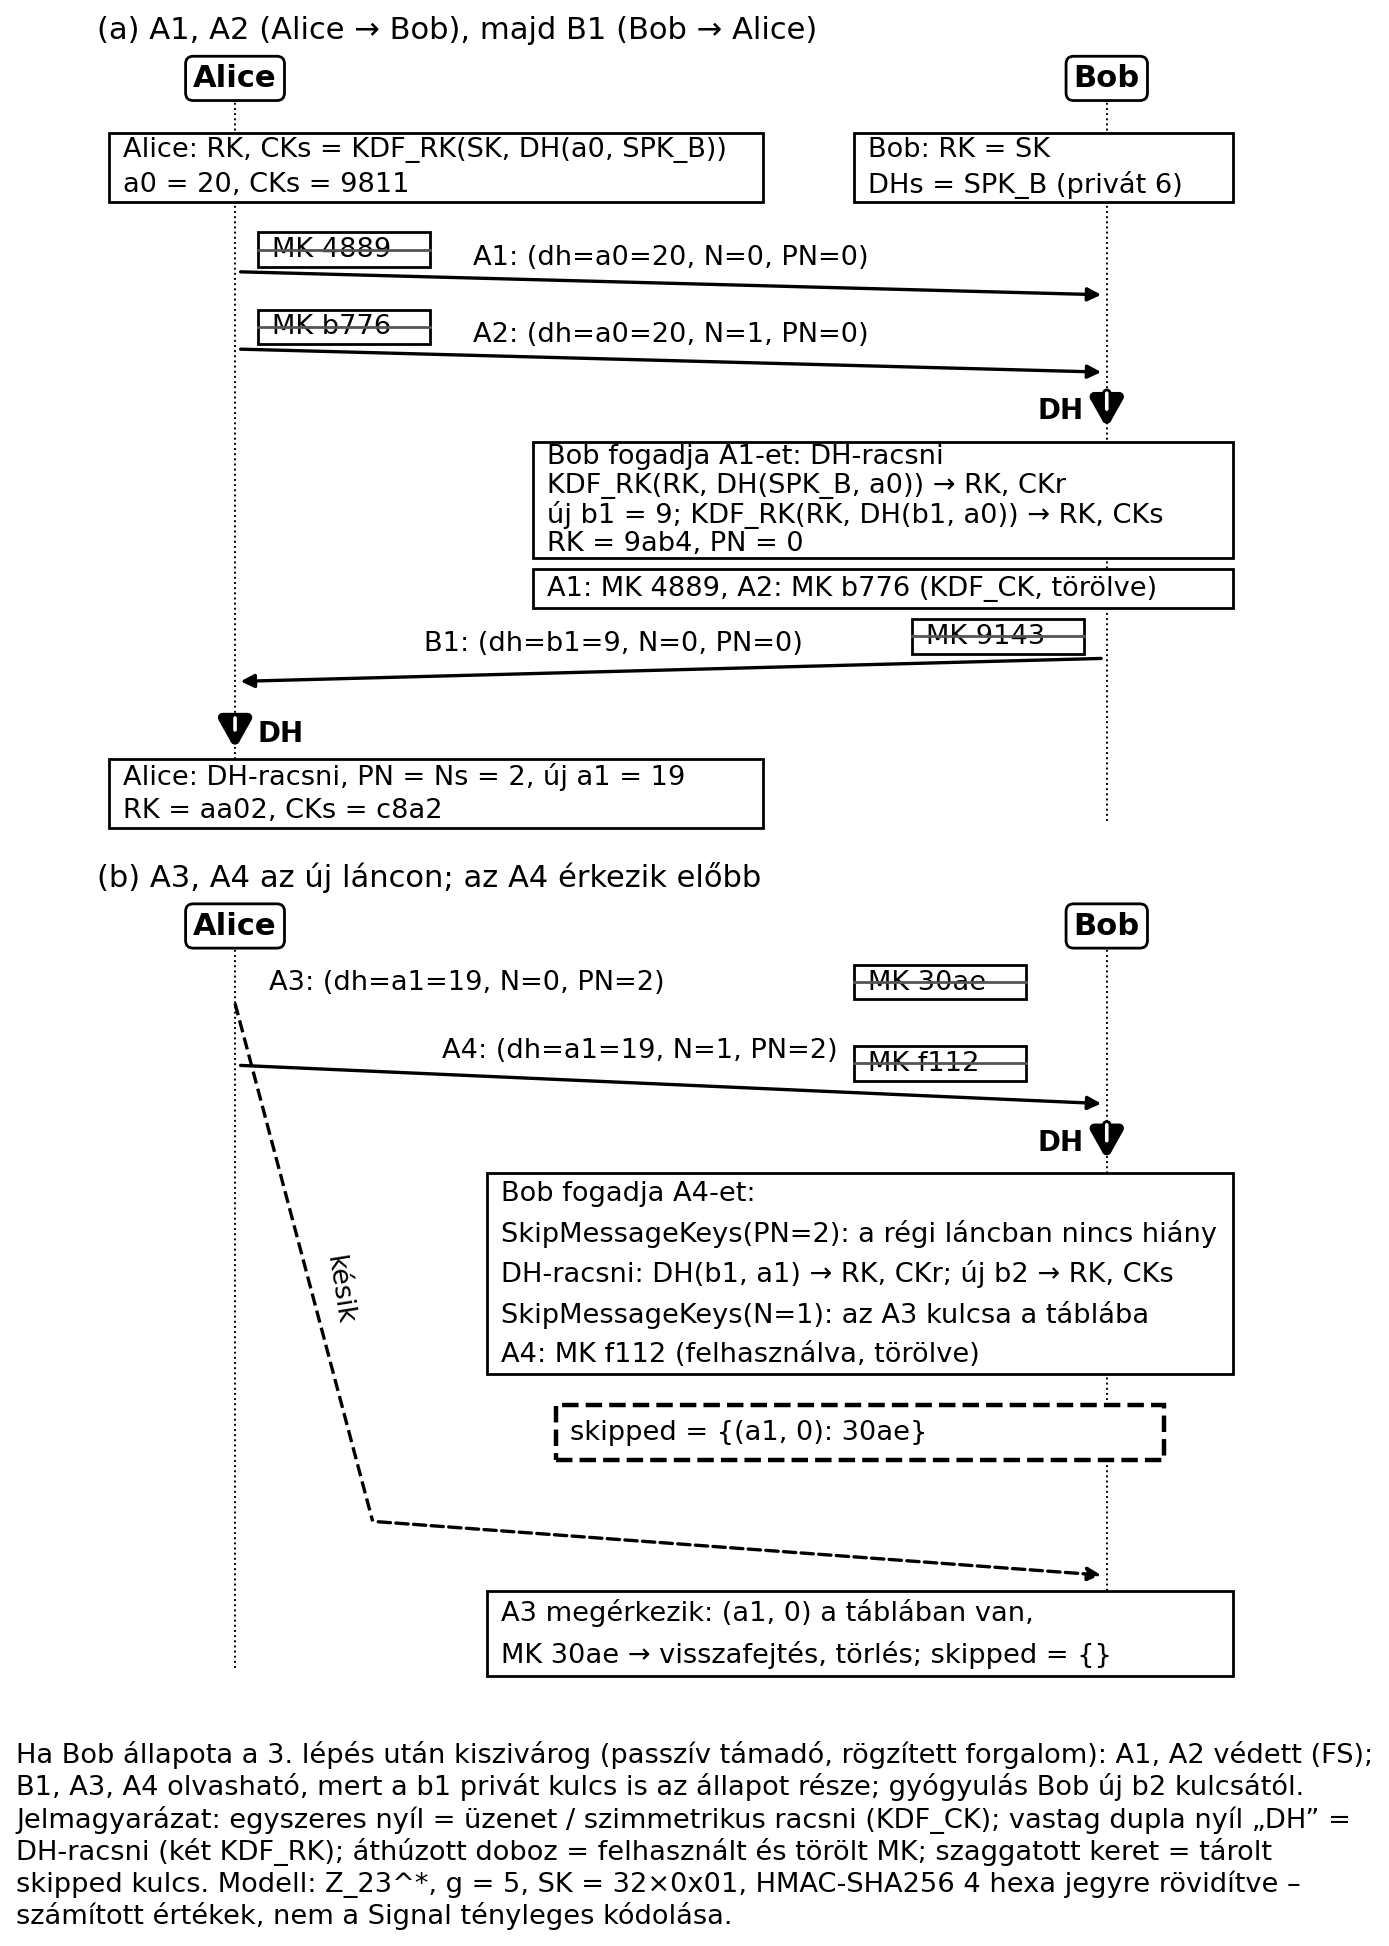 (a) A1, A2 (Alice → Bob), majd B1 (Bob → Alice)
Alice
Bob
Alice: RK, CKs = KDF_RK(SK, DH(a0, SPK_B))
a0 = 20, CKs = 9811
Bob: RK = SK
DHs = SPK_B (privát 6)
MK 4889
A1: (dh=a0=20, N=0, PN=0)
MK b776
A2: (dh=a0=20, N=1, PN=0)
DH
Bob fogadja A1-et: DH-racsni
KDF_RK(RK, DH(SPK_B, a0)) → RK, CKr
új b1 = 9; KDF_RK(RK, DH(b1, a0)) → RK, CKs
RK = 9ab4, PN = 0
A1: MK 4889, A2: MK b776 (KDF_CK, törölve)
B1: (dh=b1=9, N=0, PN=0)
MK 9143
DH
Alice: DH-racsni, PN = Ns = 2, új a1 = 19
RK = aa02, CKs = c8a2
(b) A3, A4 az új láncon; az A4 érkezik előbb
Alice
Bob
A3: (dh=a1=19, N=0, PN=2)
MK 30ae
A4: (dh=a1=19, N=1, PN=2)
MK f112
DH
Bob fogadja A4-et:
SkipMessageKeys(PN=2): a régi láncban nincs hiány
DH-racsni: DH(b1, a1) → RK, CKr; új b2 → RK, CKs
SkipMessageKeys(N=1): az A3 kulcsa a táblába
A4: MK f112 (felhasználva, törölve)
késik
skipped = {(a1, 0): 30ae}
A3 megérkezik: (a1, 0) a táblában van,
MK 30ae → visszafejtés, törlés; skipped = {}
Ha Bob állapota a 3. lépés után kiszivárog (passzív támadó, rögzített forgalom): A1, A2 védett (FS);
B1, A3, A4 olvasható, mert a b1 privát kulcs is az állapot része; gyógyulás Bob új b2 kulcsától.
Jelmagyarázat: egyszeres nyíl = üzenet / szimmetrikus racsni (KDF_CK); vastag dupla nyíl „DH” =
DH-racsni (két KDF_RK); áthúzott doboz = felhasznált és törölt MK; szaggatott keret = tárolt
skipped kulcs. Modell: Z_23^*, g = 5, SK = 32×0x01, HMAC-SHA256 4 hexa jegyre rövidítve –
számított értékek, nem a Signal tényleges kódolása.